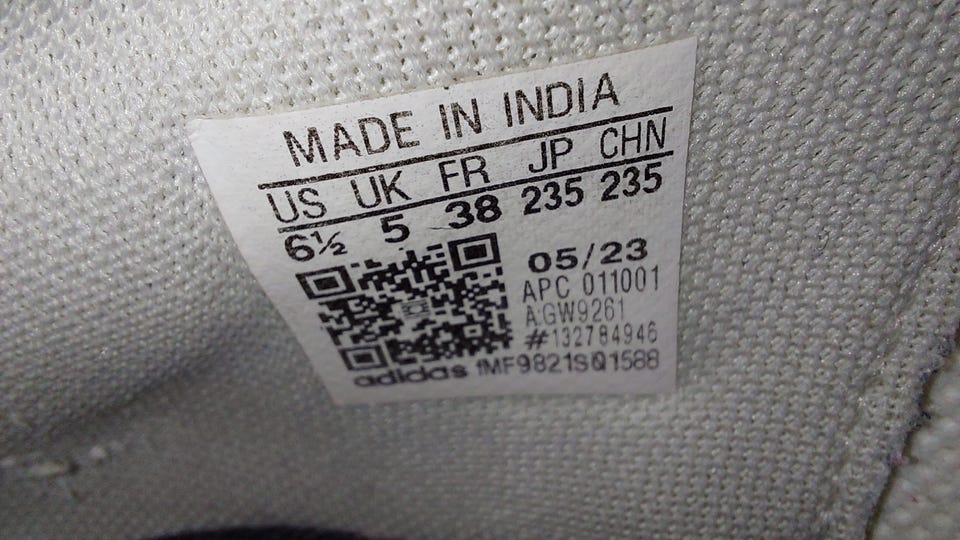 MADE IN INDIA
US UK FR JP CHN
6½ 5 38 235 235
05/23
APC 011001
A:GW9261
#132784946
adidas fMF9821SQ1588